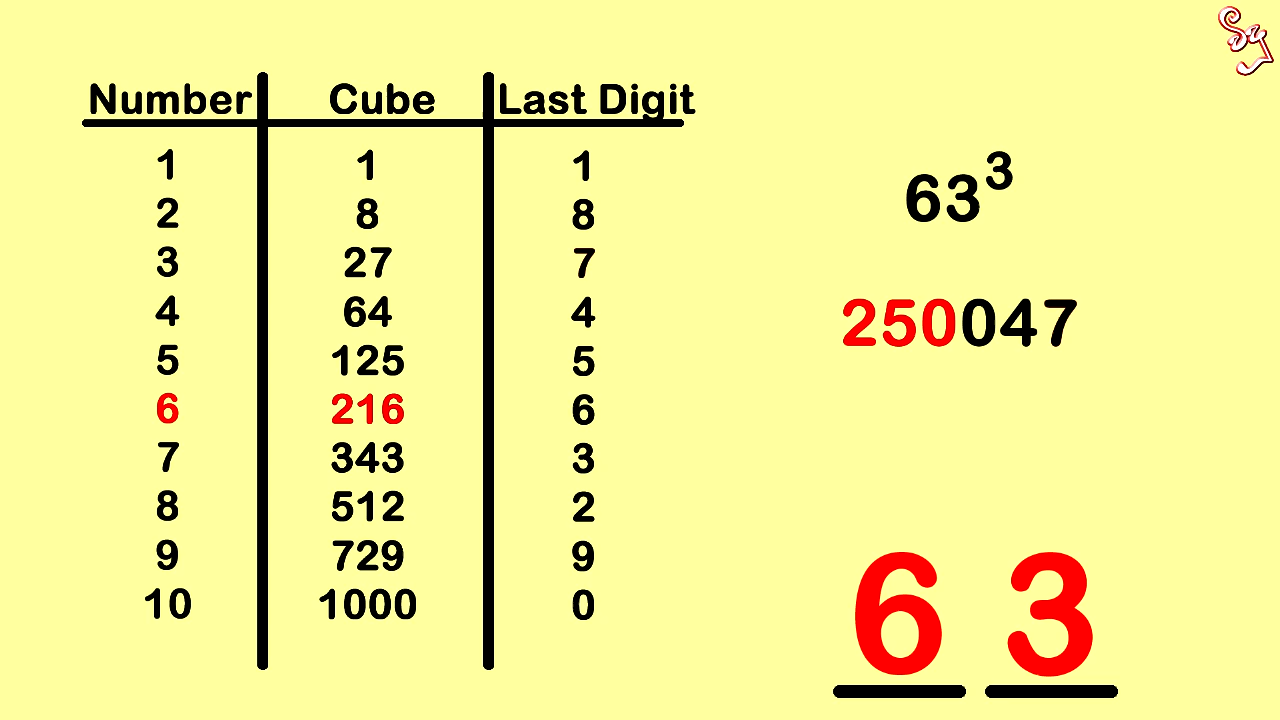 Number Cube Last Digit
1 1 1
2 8 8
3 27 7
4 64 4
5 125 5
6 216 6
7 343 3
8 512 2
9 729 9
10 1000 0
63³
250047
6 3